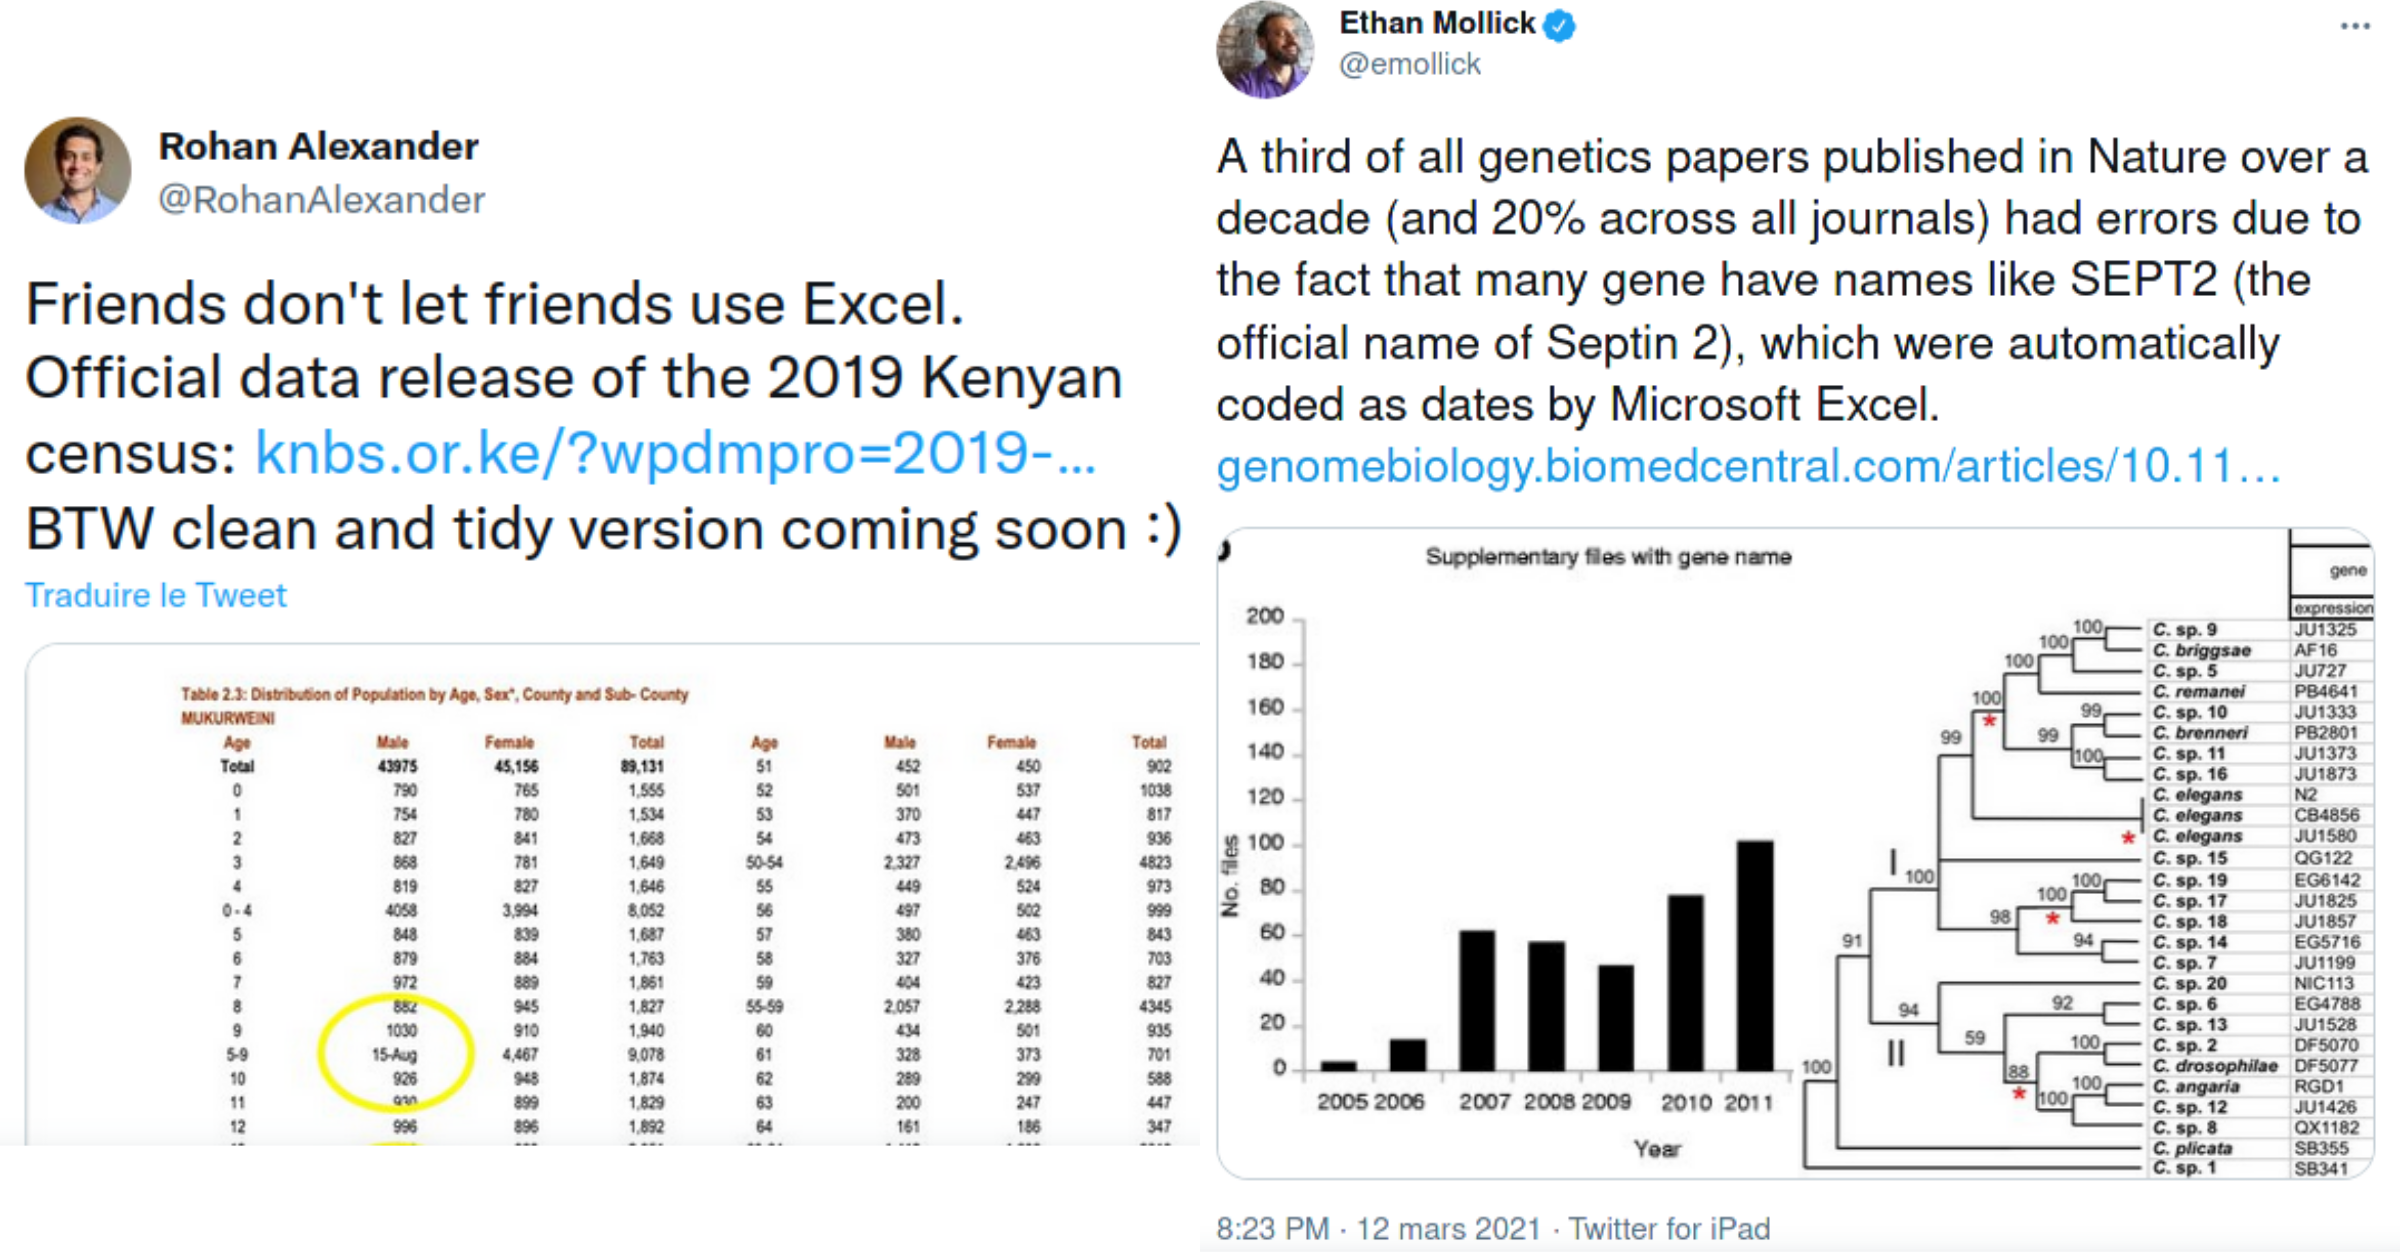 Rohan Alexander
@RohanAlexander
Friends don't let friends use Excel.
Official data release of the 2019 Kenyan
census: knbs.or.ke/?wpdmpro=2019-...
BTW clean and tidy version coming soon :)
Traduire le Tweet
Table 2.3: Distribution of Population by Age, Sex*, County and Sub- County
MUKURWEINI
Age Male Female Total Age Male Female Total
Total 43975 45,156 89,131 51 452 450 902
0 790 765 1,555 52 501 537 1038
1 754 780 1,534 53 370 447 817
2 827 841 1,668 54 473 463 936
3 868 781 1,649 50-54 2,327 2,496 4823
4 819 827 1,646 55 449 524 973
0 - 4 4058 3,994 8,052 56 497 502 999
5 848 839 1,687 57 380 463 843
6 879 884 1,763 58 327 376 703
7 972 889 1,861 59 404 423 827
8 882 945 1,827 55-59 2,057 2,288 4345
9 1030 910 1,940 60 434 501 935
5-9 15-Aug 4,467 9,078 61 328 373 701
10 926 948 1,874 62 289 299 588
11 930 899 1,829 63 200 247 447
12 996 896 1,892 64 161 186 347
Ethan Mollick
@emollick
A third of all genetics papers published in Nature over a
decade (and 20% across all journals) had errors due to
the fact that many gene have names like SEPT2 (the
official name of Septin 2), which were automatically
coded as dates by Microsoft Excel.
genomebiology.biomedcentral.com/articles/10.11...
Supplementary files with gene name
No. files
200
180
160
140
120
100
80
60
40
20
0
2005 2006 2007 2008 2009 2010 2011
Year
gene
expression
C. sp. 9 JU1325
C. briggsae AF16
C. sp. 5 JU727
C. remanei PB4641
C. sp. 10 JU1333
C. brenneri PB2801
C. sp. 11 JU1373
C. sp. 16 JU1873
C. elegans N2
C. elegans CB4856
C. elegans JU1580
C. sp. 15 QG122
C. sp. 19 EG6142
C. sp. 17 JU1825
C. sp. 18 JU1857
C. sp. 14 EG5716
C. sp. 7 JU1199
C. sp. 20 NIC113
C. sp. 6 EG4788
C. sp. 13 JU1528
C. sp. 2 DF5070
C. drosophilae DF5077
C. angaria RGD1
C. sp. 12 JU1426
C. sp. 8 QX1182
C. plicata SB355
C. sp. 1 SB341
100
100
100
100
*
99
99
99
100
*
I
100
100
100
98
*
94
91
94
92
59
II
100
88
100
*
100
100
8:23 PM · 12 mars 2021 · Twitter for iPad